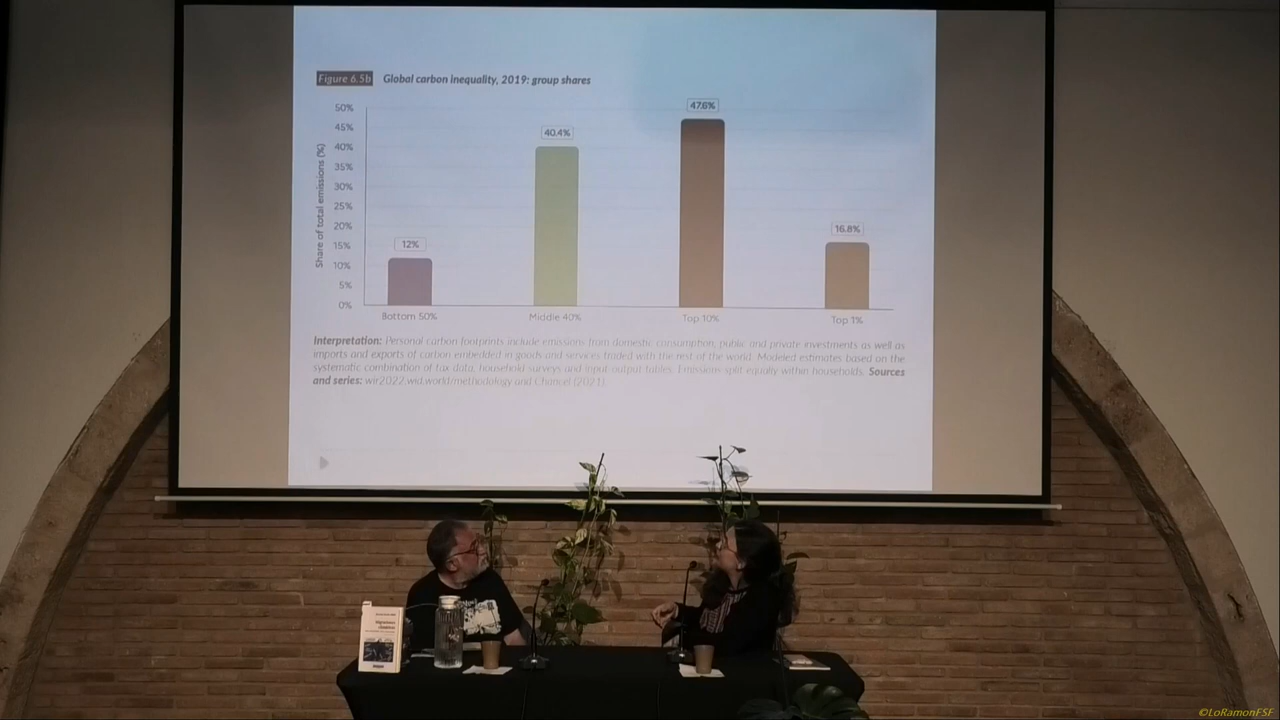 Figure 6.5b Global carbon inequality, 2019: group shares
Share of total emissions (%)
50%
45%
40%
35%
30%
25%
20%
15%
10%
5%
0%
12%
40.4%
47.6%
16.8%
Bottom 50%
Middle 40%
Top 10%
Top 1%
Interpretation: Personal carbon footprints include emissions from domestic consumption, public and private investments as well as
imports and exports of carbon embedded in goods and services traded with the rest of the world. Modeled estimates based on the
systematic combination of tax data, household surveys and input output tables. Emissions split equally within households. Sources
and series: wir2022.wid.world/methodology and Chancel (2021).
©LoRamonFSF